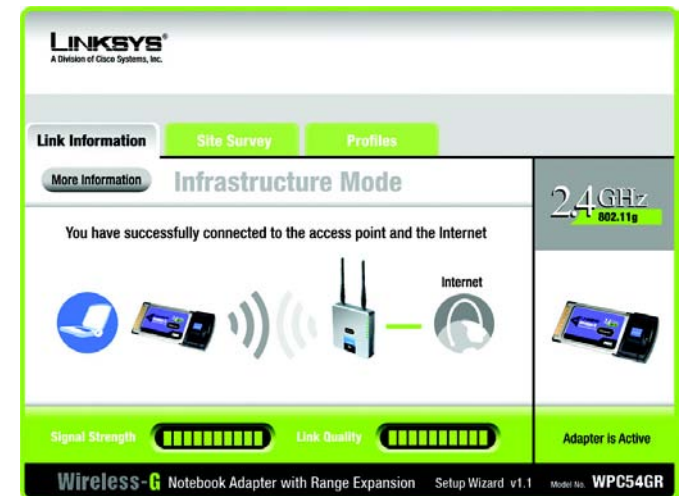 LINKSYS®
A Division of Cisco Systems, Inc.
Link Information
Site Survey
Profiles
More Information
Infrastructure Mode
2.4GHz
802.11g
You have successfully connected to the access point and the Internet
Internet
Signal Strength
Link Quality
Adapter is Active
Wireless-G Notebook Adapter with Range Expansion Setup Wizard v1.1 Model No. WPC54GR